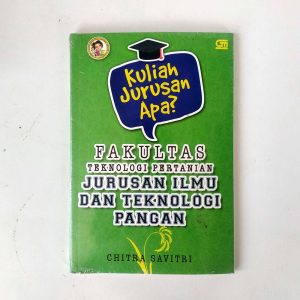 Kuliah
Jurusan
Apa?
FAKULTAS
TEKNOLOGI PERTANIAN
JURUSAN ILMU
DAN TEKNOLOGI
PANGAN
CHITRA SAVITRI